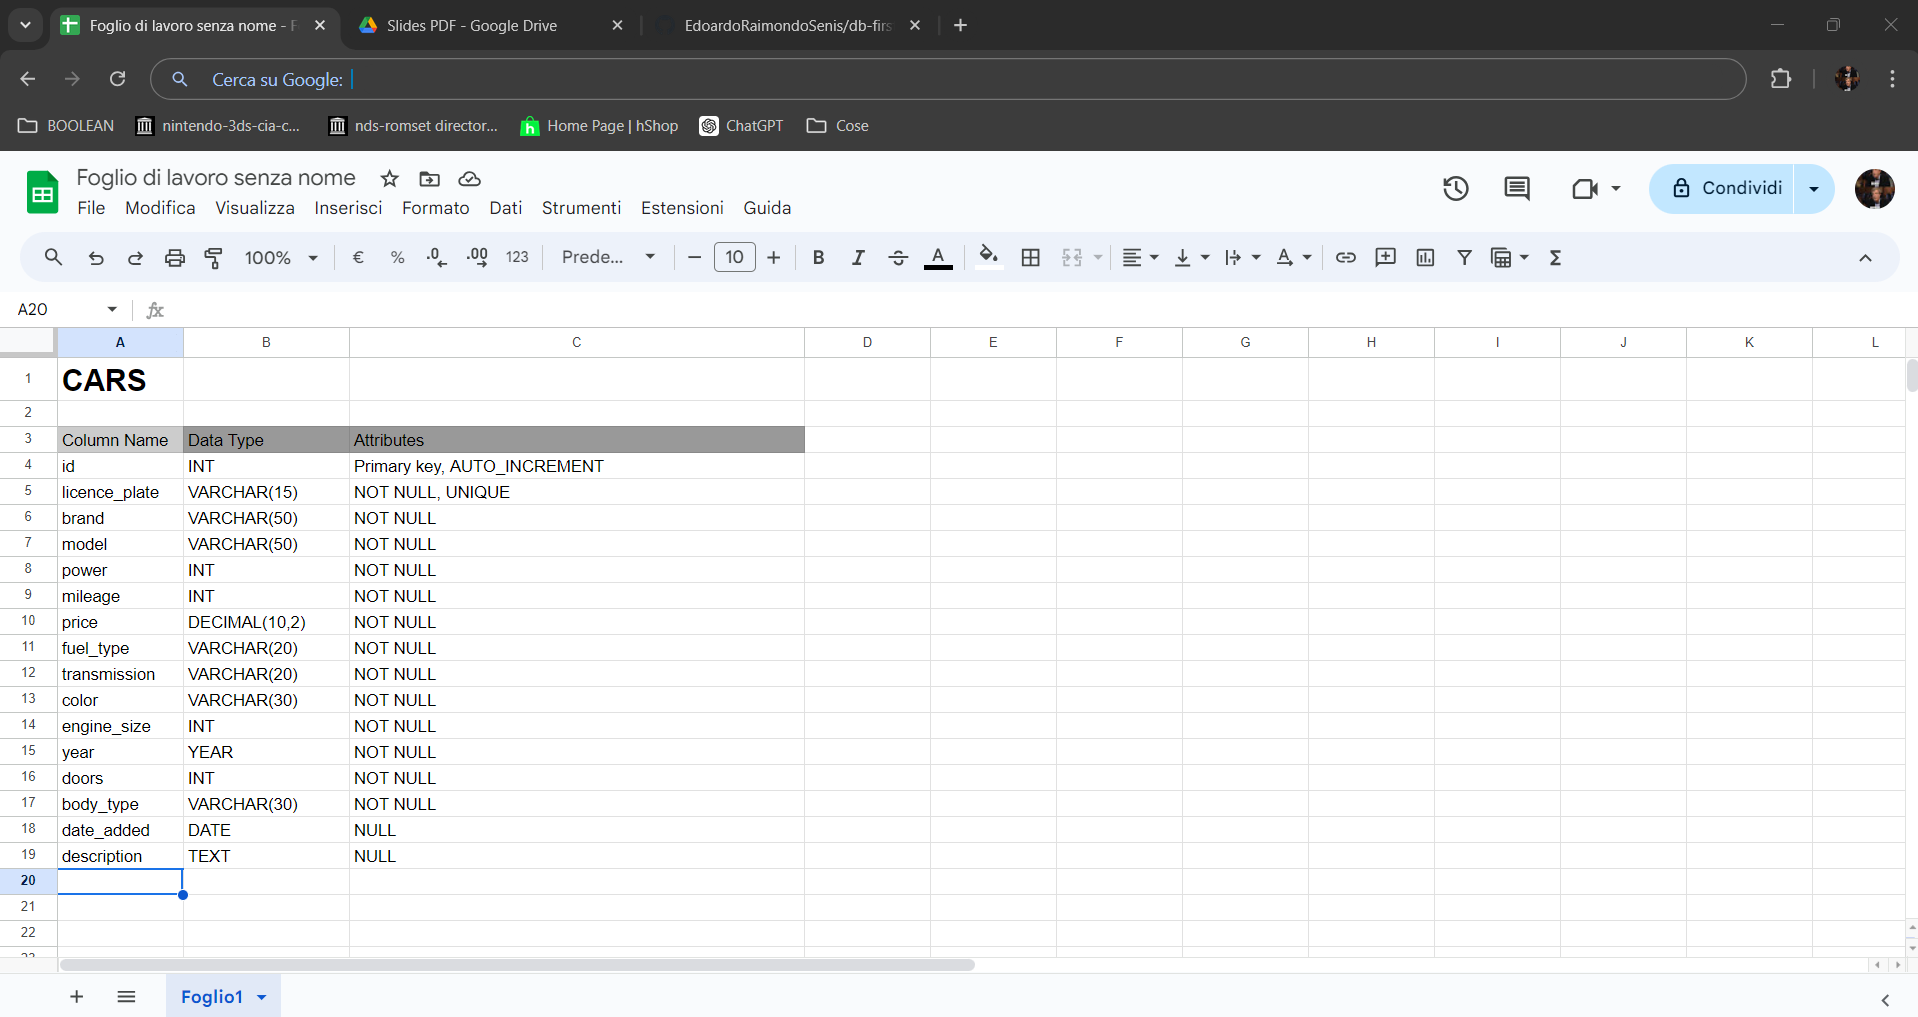 Foglio di lavoro senza nome - F
Slides PDF - Google Drive
EdoardoRaimondoSenis/db-firs
Cerca su Google:
BOOLEAN
nintendo-3ds-cia-c...
nds-romset director...
Home Page | hShop
ChatGPT
Cose
Foglio di lavoro senza nome
File Modifica Visualizza Inserisci Formato Dati Strumenti Estensioni Guida
Condividi
100% € % .0 .00 123 Prede... 10 B I A A Σ
A20 fx
A B C D E F G H I J K L
1 CARS
2
3 Column Name Data Type Attributes
4 id INT Primary key, AUTO_INCREMENT
5 licence_plate VARCHAR(15) NOT NULL, UNIQUE
6 brand VARCHAR(50) NOT NULL
7 model VARCHAR(50) NOT NULL
8 power INT NOT NULL
9 mileage INT NOT NULL
10 price DECIMAL(10,2) NOT NULL
11 fuel_type VARCHAR(20) NOT NULL
12 transmission VARCHAR(20) NOT NULL
13 color VARCHAR(30) NOT NULL
14 engine_size INT NOT NULL
15 year YEAR NOT NULL
16 doors INT NOT NULL
17 body_type VARCHAR(30) NOT NULL
18 date_added DATE NULL
19 description TEXT NULL
20
21
22
Foglio1